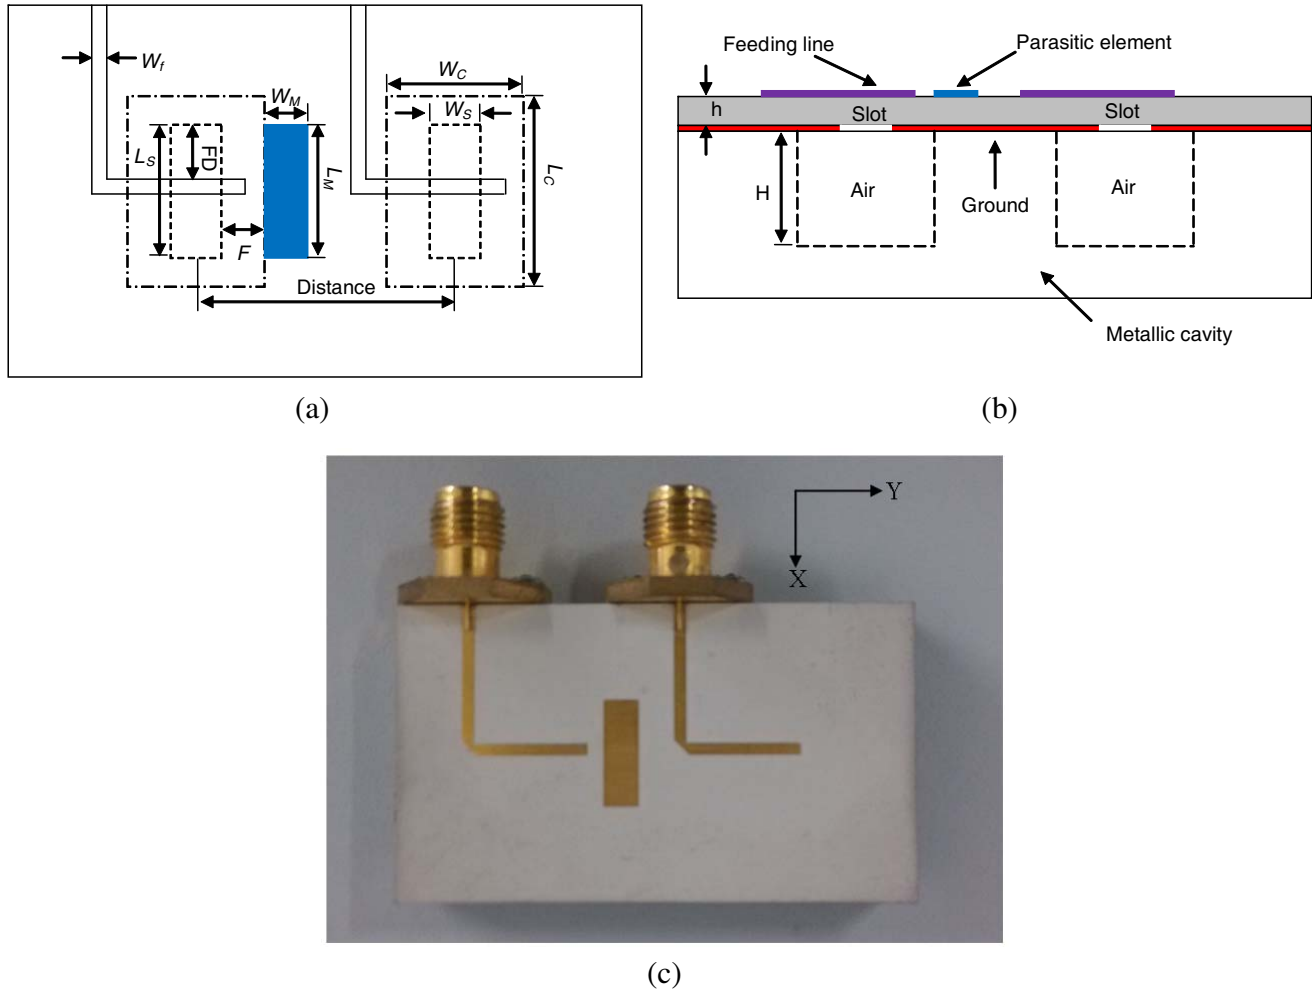 W_f
W_M
W_C
W_S
L_S
FD
L_M
L_C
F
Distance
(a)
Feeding line
Parasitic element
h
Slot
Slot
H
Air
Air
Ground
Metallic cavity
(b)
Y
X
(c)